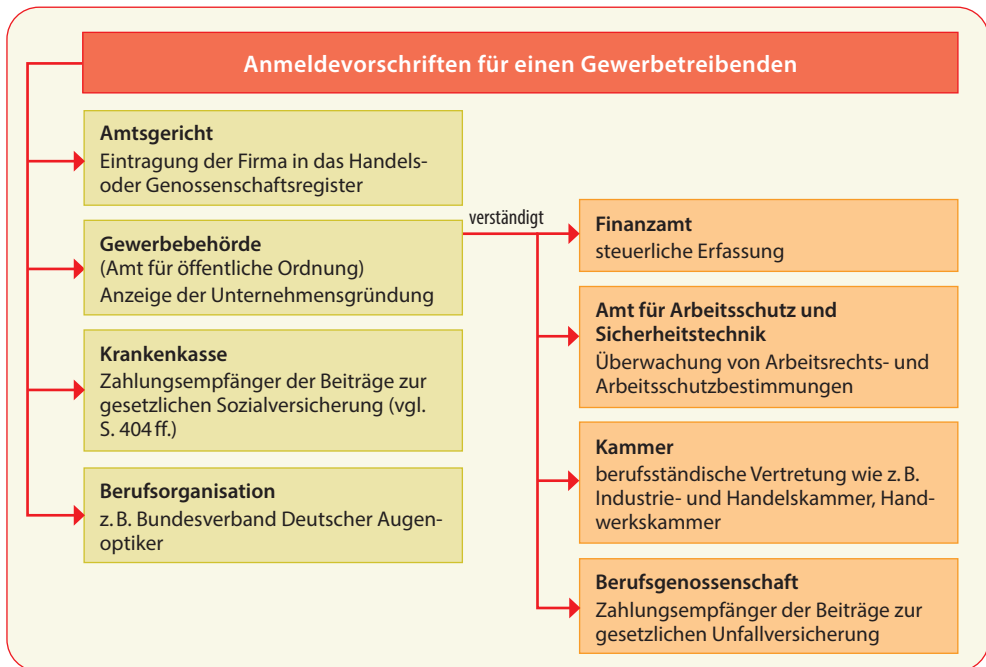 Anmeldevorschriften für einen Gewerbetreibenden
Amtsgericht
Eintragung der Firma in das Handels-
oder Genossenschaftsregister
Gewerbebehörde
(Amt für öffentliche Ordnung)
Anzeige der Unternehmensgründung
Krankenkasse
Zahlungsempfänger der Beiträge zur
gesetzlichen Sozialversicherung (vgl.
S. 404 ff.)
Berufsorganisation
z. B. Bundesverband Deutscher Augen-
optiker
verständigt
Finanzamt
steuerliche Erfassung
Amt für Arbeitsschutz und
Sicherheitstechnik
Überwachung von Arbeitsrechts- und
Arbeitsschutzbestimmungen
Kammer
berufsständische Vertretung wie z. B.
Industrie- und Handelskammer, Hand-
werkskammer
Berufsgenossenschaft
Zahlungsempfänger der Beiträge zur
gesetzlichen Unfallversicherung